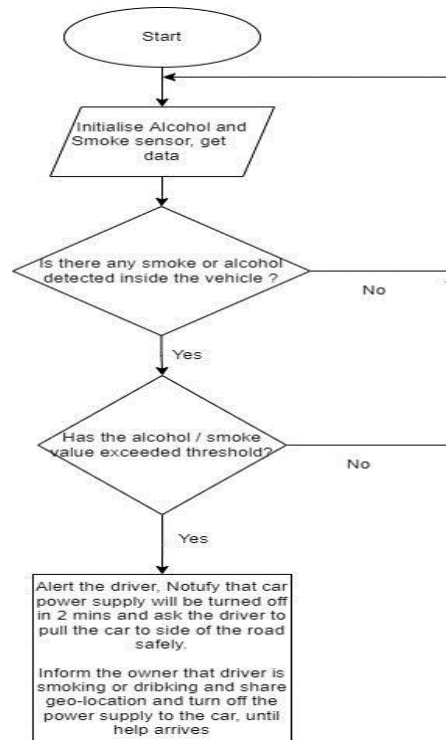 Start
Initialise Alcohol and
Smoke sensor, get
data
Is there any smoke or alcohol
detected inside the vehicle ?
No
Yes
Has the alcohol / smoke
value exceeded threshold?
No
Yes
Alert the driver, Notufy that car
power supply will be turned off
in 2 mins and ask the driver to
pull the car to side of the road
safely.
Inform the owner that driver is
smoking or dribking and share
geo-location and turn off the
power supply to the car, until
help arrives